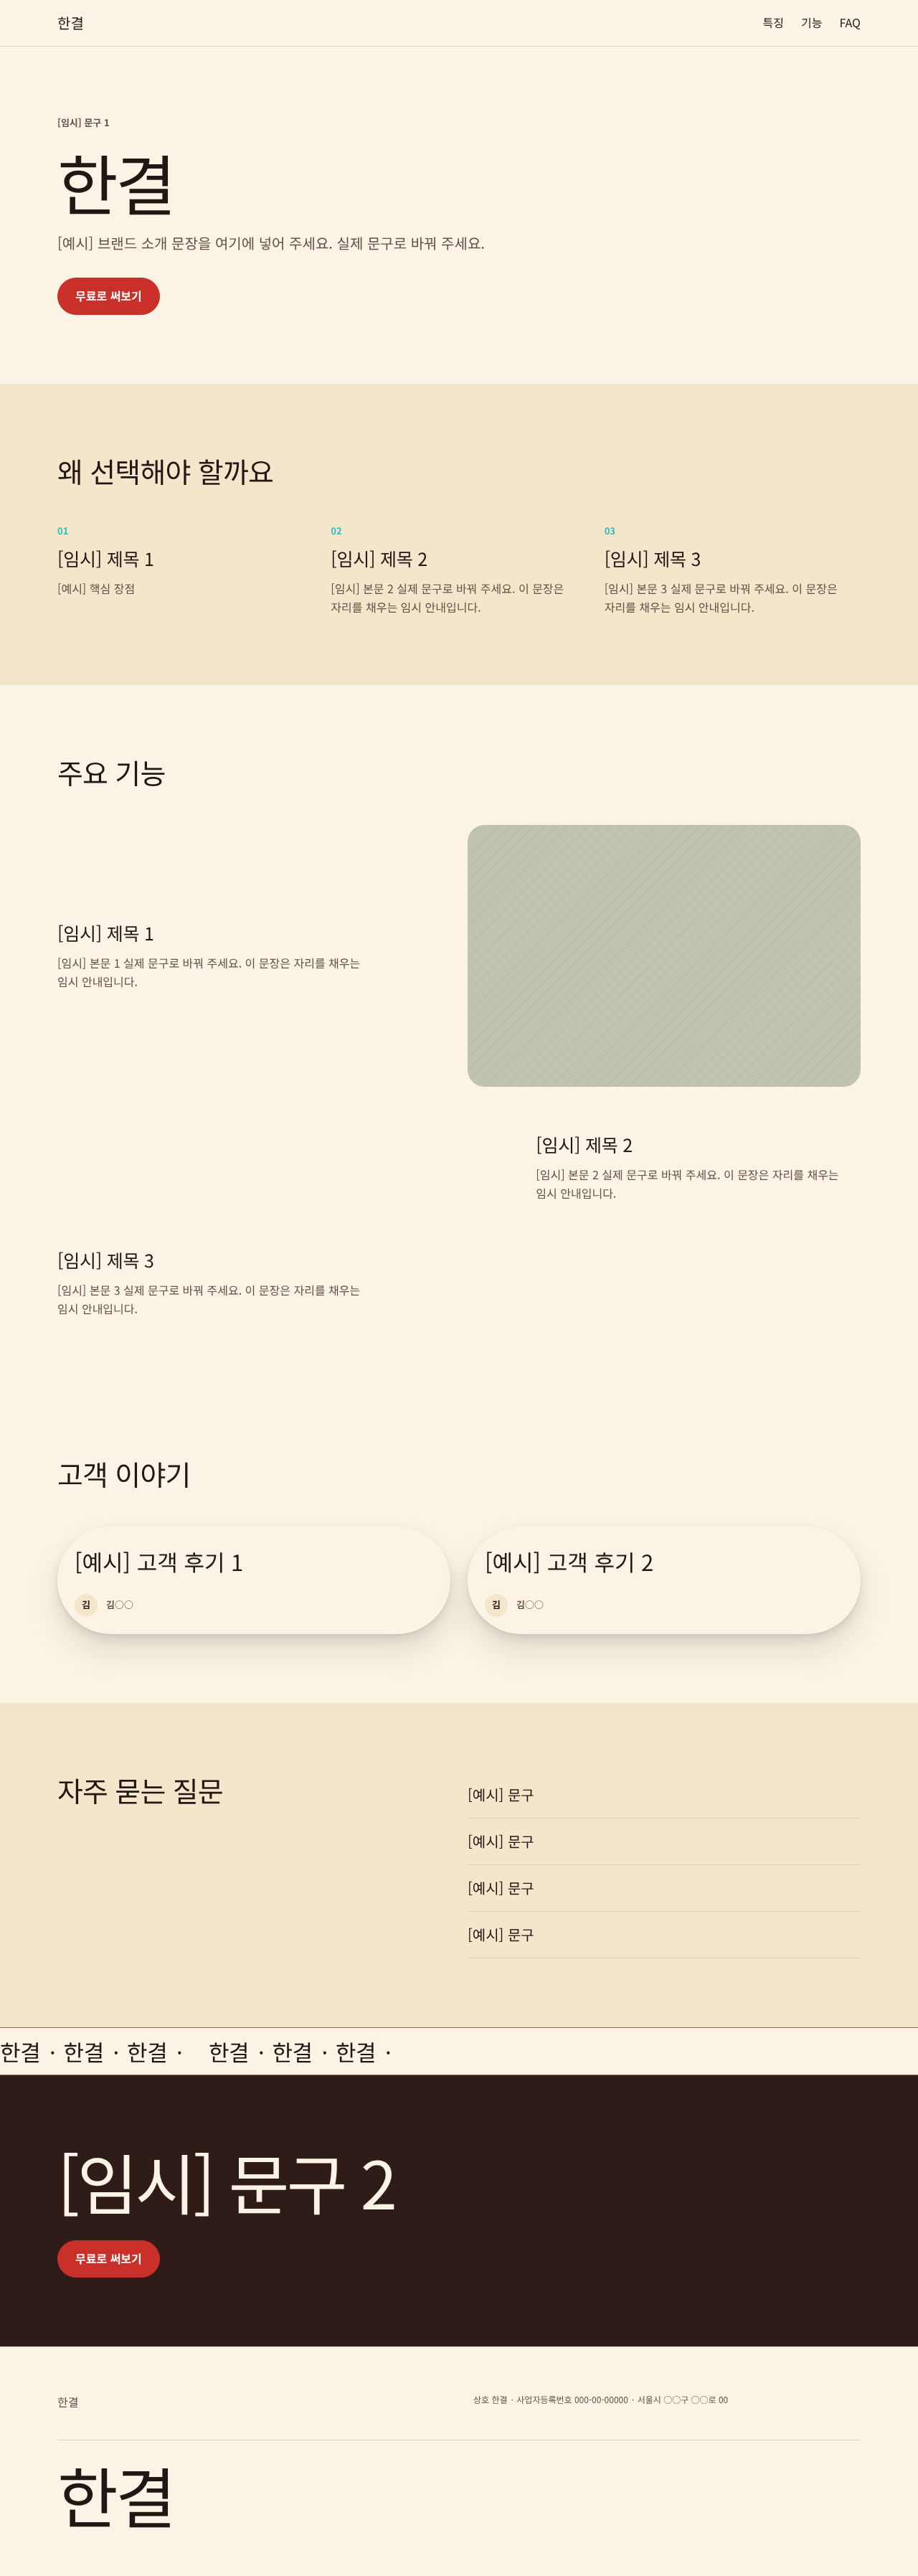 한결
특징 기능 FAQ
[임시] 문구 1
한결
[예시] 브랜드 소개 문장을 여기에 넣어 주세요. 실제 문구로 바꿔 주세요.
무료로 써보기
왜 선택해야 할까요
01
[임시] 제목 1
[예시] 핵심 장점
02
[임시] 제목 2
[임시] 본문 2 실제 문구로 바꿔 주세요. 이 문장은
자리를 채우는 임시 안내입니다.
03
[임시] 제목 3
[임시] 본문 3 실제 문구로 바꿔 주세요. 이 문장은
자리를 채우는 임시 안내입니다.
주요 기능
[임시] 제목 1
[임시] 본문 1 실제 문구로 바꿔 주세요. 이 문장은 자리를 채우는
임시 안내입니다.
[임시] 제목 2
[임시] 본문 2 실제 문구로 바꿔 주세요. 이 문장은 자리를 채우는
임시 안내입니다.
[임시] 제목 3
[임시] 본문 3 실제 문구로 바꿔 주세요. 이 문장은 자리를 채우는
임시 안내입니다.
고객 이야기
[예시] 고객 후기 1
김 김〇〇
[예시] 고객 후기 2
김 김〇〇
자주 묻는 질문
[예시] 문구
[예시] 문구
[예시] 문구
[예시] 문구
한결 · 한결 · 한결 · 한결 · 한결 · 한결 ·
[임시] 문구 2
무료로 써보기
한결
상호 한결 · 사업자등록번호 000-00-00000 · 서울시 〇〇구 〇〇로 00
한결